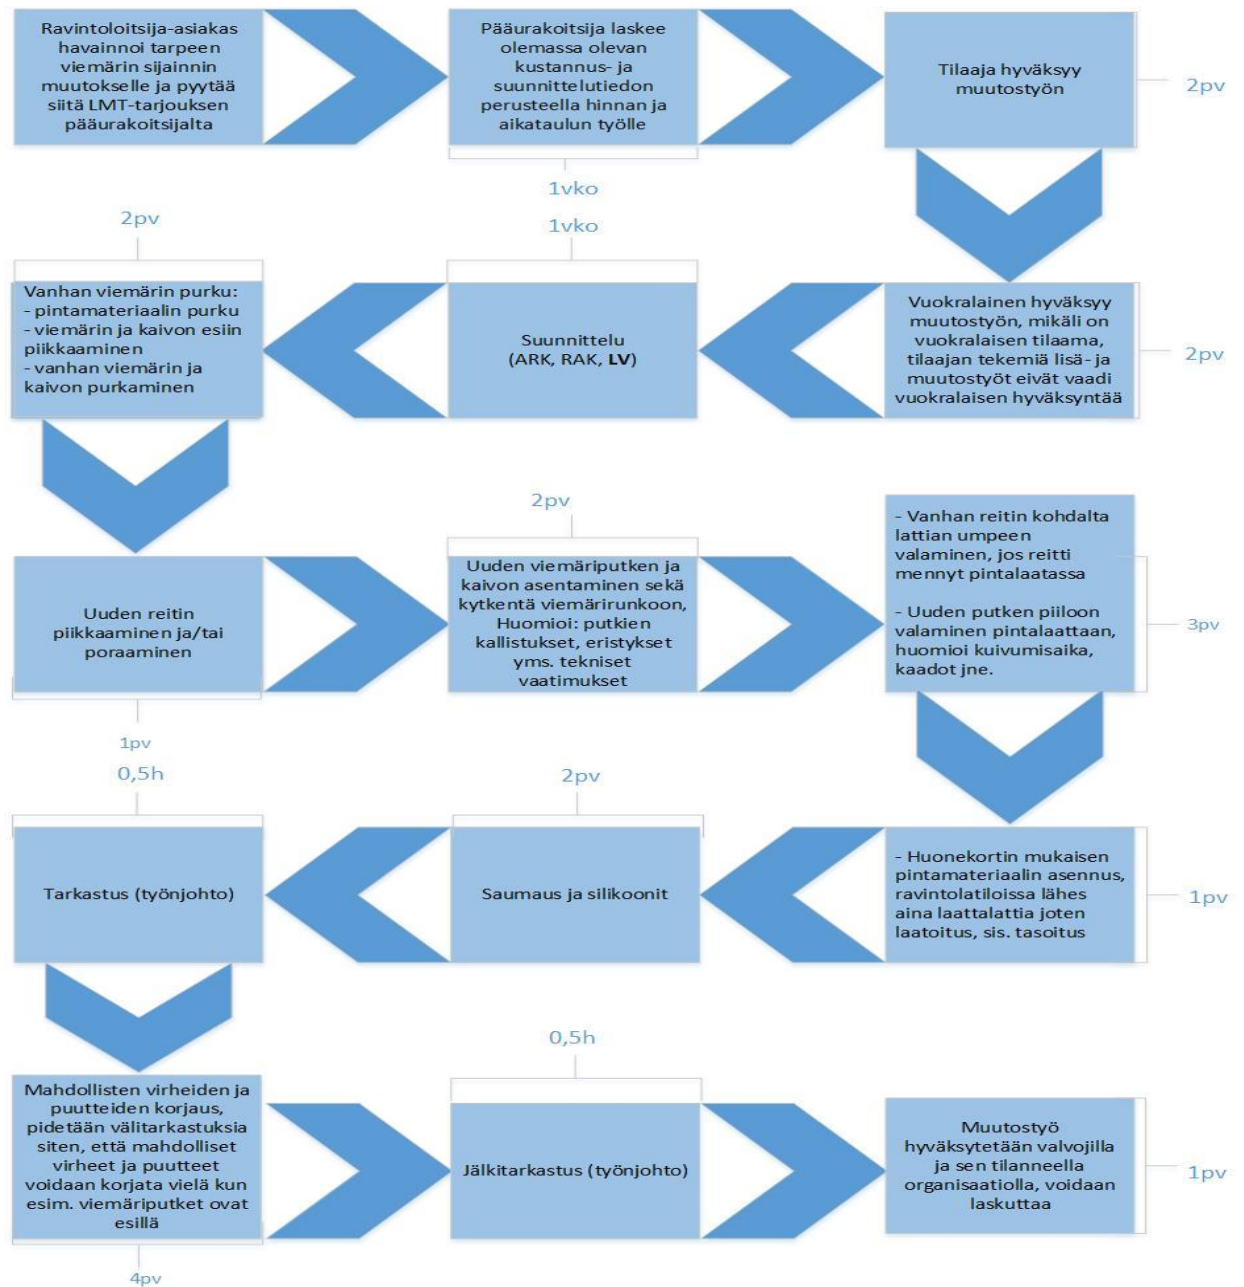 Ravintoloitsija-asiakas
havainnoi tarpeen
viemärin sijainnin
muutokselle ja pyytää
siitä LMT-tarjouksen
pääurakoitsijalta
Pääurakoitsija laskee
olemassa olevan
kustannus- ja
suunnittelutiedon
perusteella hinnan ja
aikataulun työlle
1vko
Tilaaja hyväksyy
muutostyön
2pv
Vuokralainen hyväksyy
muutostyön, mikäli on
vuokralaisen tilaama,
tilaajan tekemiä lisä- ja
muutostyöt eivät vaadi
vuokralaisen hyväksyntää
2pv
1vko
Suunnittelu
(ARK, RAK, LV)
2pv
Vanhan viemärin purku:
- pintamateriaalin purku
- viemärin ja kaivon esiin
piikkaaminen
- vanhan viemärin ja
kaivon purkaminen
Uuden reitin
piikkaaminen ja/tai
poraaminen
1pv
2pv
Uuden viemäriputken ja
kaivon asentaminen sekä
kytkentä viemärirunkoon,
Huomioi: putkien
kallistukset, eristykset
yms. tekniset
vaatimukset
- Vanhan reitin kohdalta
lattian umpeen
valaminen, jos reitti
mennyt pintalaatassa
- Uuden putken piiloon
valaminen pintalaattaan,
huomioi kuivumisaika,
kaadot jne.
3pv
- Huonekortin mukaisen
pintamateriaalin asennus,
ravintolatiloissa lähes
aina laattalattia joten
laatoitus, sis. tasoitus
1pv
2pv
Saumaus ja silikoonit
0,5h
Tarkastus (työnjohto)
Mahdollisten virheiden ja
puutteiden korjaus,
pidetään välitarkastuksia
siten, että mahdolliset
virheet ja puutteet
voidaan korjata vielä kun
esim. viemäriputket ovat
esillä
4pv
0,5h
Jälkitarkastus (työnjohto)
Muutostyö
hyväksytetään valvojilla
ja sen tilanneella
organisaatiolla, voidaan
laskuttaa
1pv